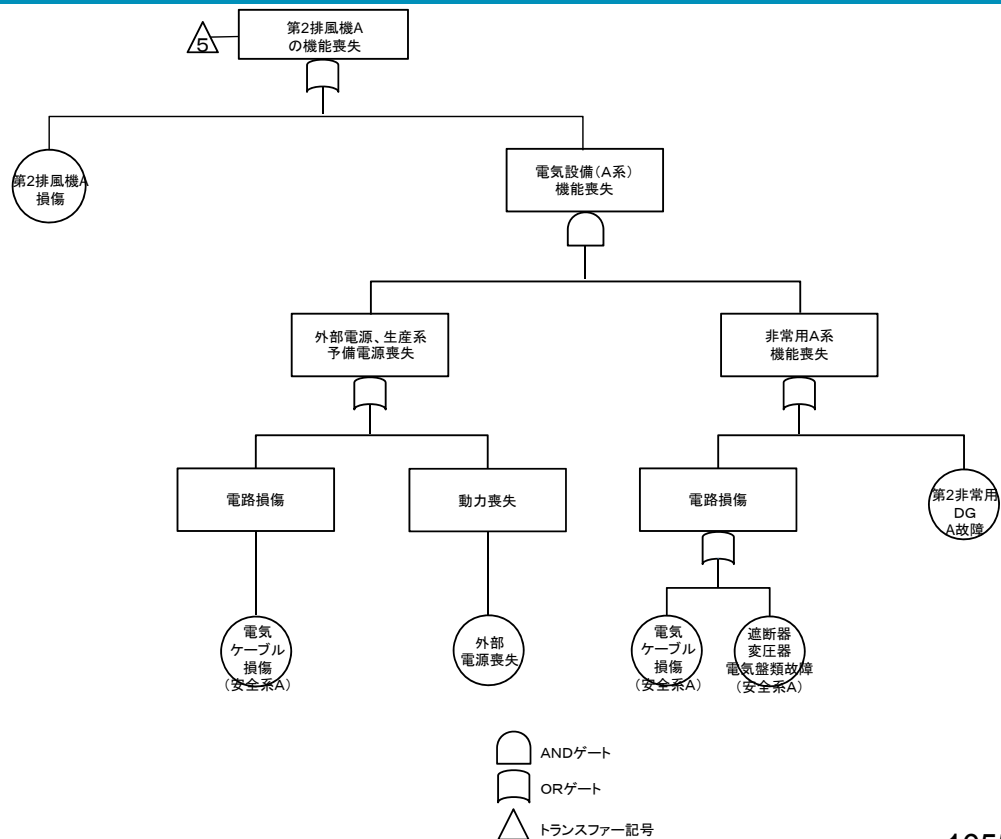 5
第2排風機A
の機能喪失
第2排風機A
損傷
電気設備(A系)
機能喪失
外部電源、生産系
予備電源喪失
非常用A系
機能喪失
電路損傷
動力喪失
電路損傷
第2非常用
DG
A故障
電気
ケーブル
損傷
(安全系A)
外部
電源喪失
電気
ケーブル
損傷
(安全系A)
遮断器
変圧器
電気盤類故障
(安全系A)
ANDゲート
ORゲート
トランスファー記号